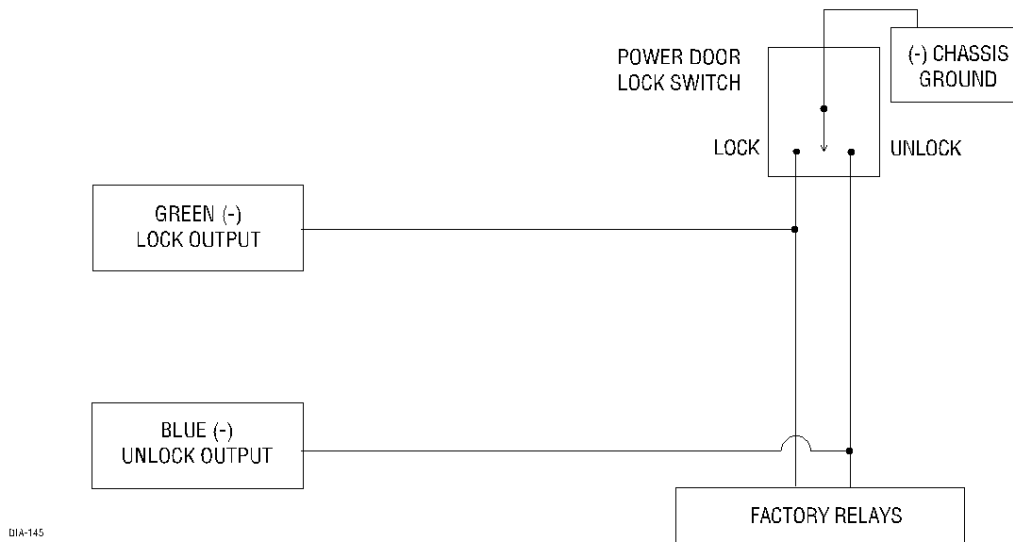 POWER DOOR
LOCK SWITCH
(-) CHASSIS
GROUND
LOCK
UNLOCK
GREEN (-)
LOCK OUTPUT
BLUE (-)
UNLOCK OUTPUT
FACTORY RELAYS
DIA-145